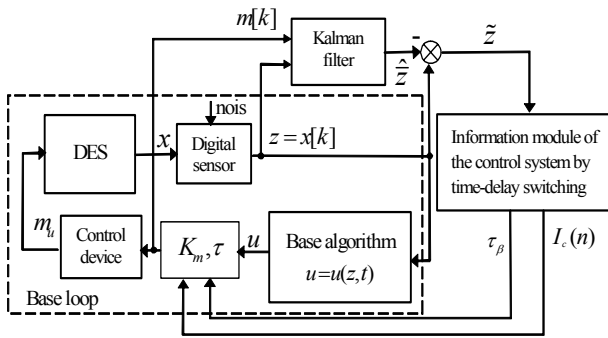 m[k]
Kalman
filter
-
z̃
ẑ̄
nois
DES
x
Digital
sensor
z = x[k]
Information module of
the control system by
time-delay switching
m_u
Control
device
K_m, τ
u
Base algorithm
u=u(z,t)
τ_β
I_c(n)
Base loop